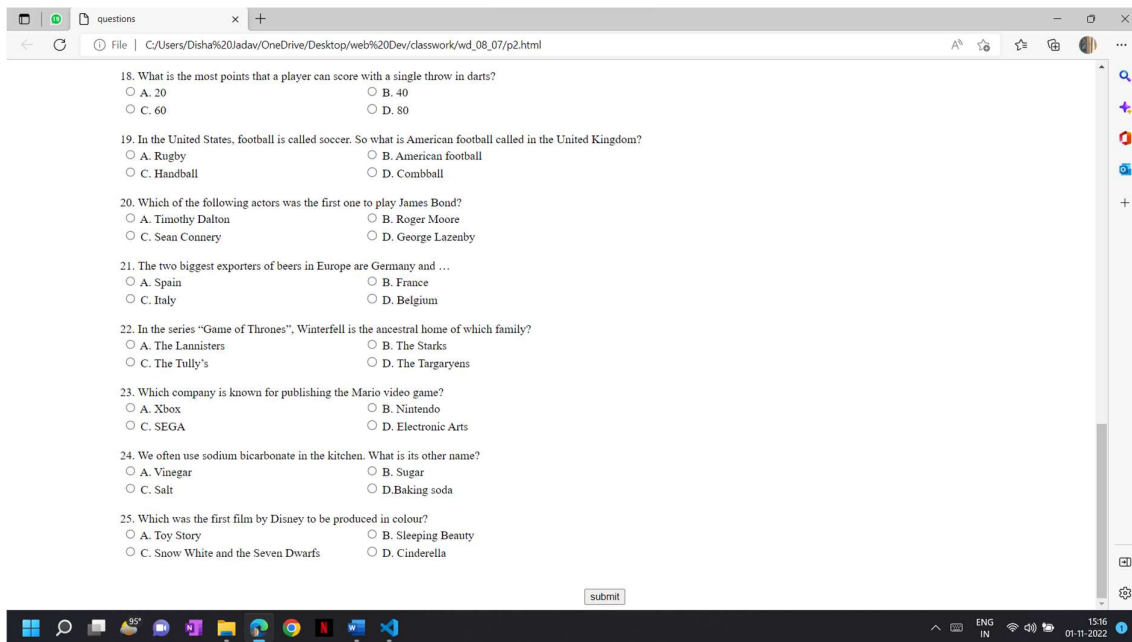 questions
File | C:/Users/Disha%20Jadav/OneDrive/Desktop/web%20Dev/classwork/wd_08_07/p2.html
18. What is the most points that a player can score with a single throw in darts?
A. 20 B. 40
C. 60 D. 80
19. In the United States, football is called soccer. So what is American football called in the United Kingdom?
A. Rugby B. American football
C. Handball D. Combball
20. Which of the following actors was the first one to play James Bond?
A. Timothy Dalton B. Roger Moore
C. Sean Connery D. George Lazenby
21. The two biggest exporters of beers in Europe are Germany and …
A. Spain B. France
C. Italy D. Belgium
22. In the series “Game of Thrones”, Winterfell is the ancestral home of which family?
A. The Lannisters B. The Starks
C. The Tully’s D. The Targaryens
23. Which company is known for publishing the Mario video game?
A. Xbox B. Nintendo
C. SEGA D. Electronic Arts
24. We often use sodium bicarbonate in the kitchen. What is its other name?
A. Vinegar B. Sugar
C. Salt D.Baking soda
25. Which was the first film by Disney to be produced in colour?
A. Toy Story B. Sleeping Beauty
C. Snow White and the Seven Dwarfs D. Cinderella
submit
95°
ENG
IN
15:16
01-11-2022
1